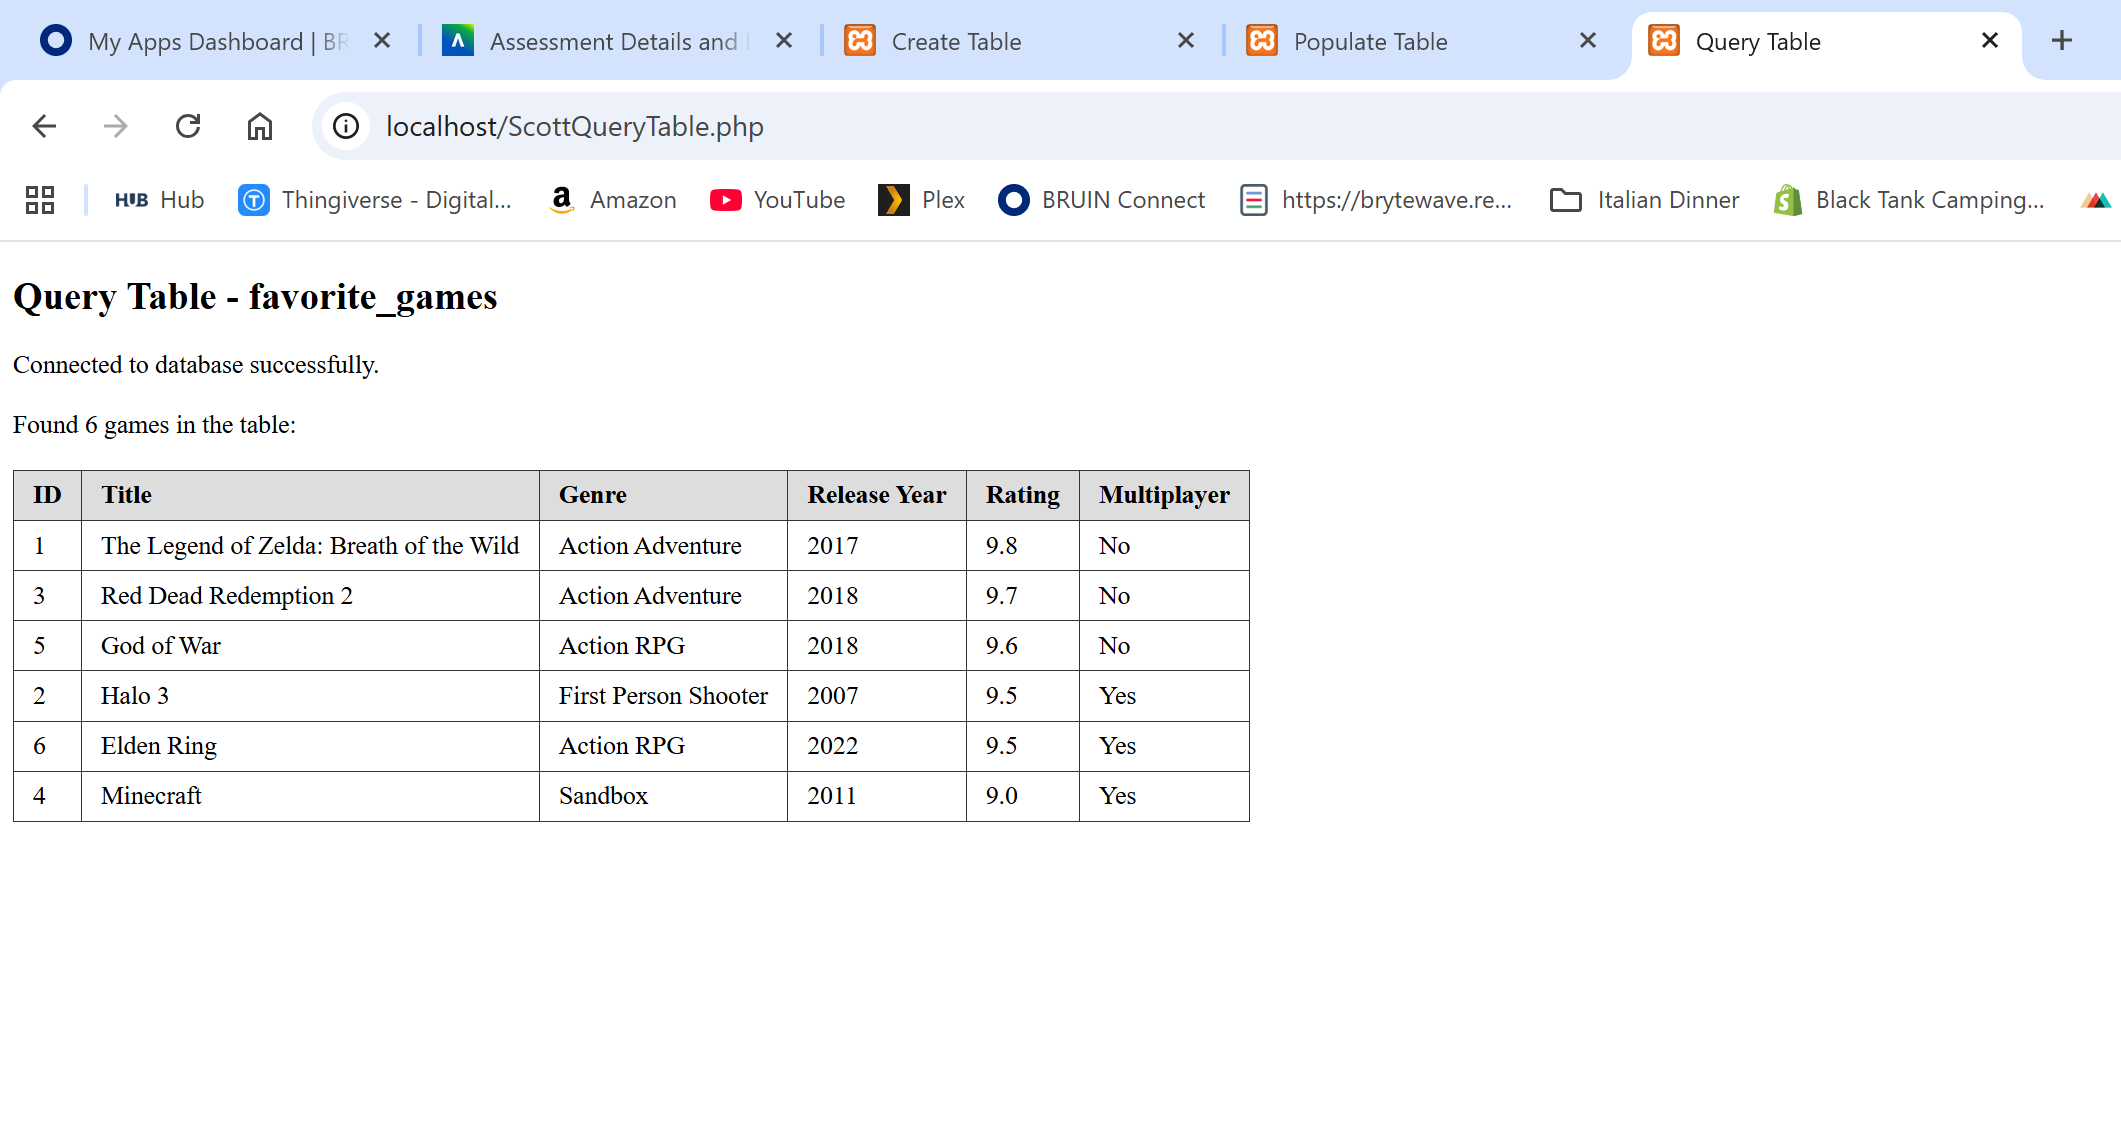 My Apps Dashboard | BR
Assessment Details and
Create Table
Populate Table
Query Table
localhost/ScottQueryTable.php
HUB Hub
Thingiverse - Digital...
Amazon
YouTube
Plex
BRUIN Connect
https://brytewave.re...
Italian Dinner
Black Tank Camping...
Query Table - favorite_games
Connected to database successfully.
Found 6 games in the table:
ID Title Genre Release Year Rating Multiplayer
1 The Legend of Zelda: Breath of the Wild Action Adventure 2017 9.8 No
3 Red Dead Redemption 2 Action Adventure 2018 9.7 No
5 God of War Action RPG 2018 9.6 No
2 Halo 3 First Person Shooter 2007 9.5 Yes
6 Elden Ring Action RPG 2022 9.5 Yes
4 Minecraft Sandbox 2011 9.0 Yes